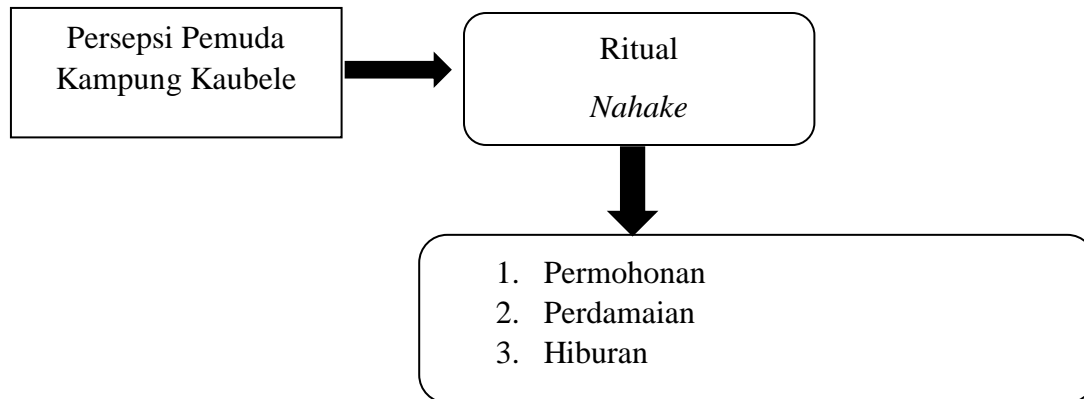 Persepsi Pemuda
Kampung Kaubele
Ritual
Nahake
1. Permohonan
2. Perdamaian
3. Hiburan